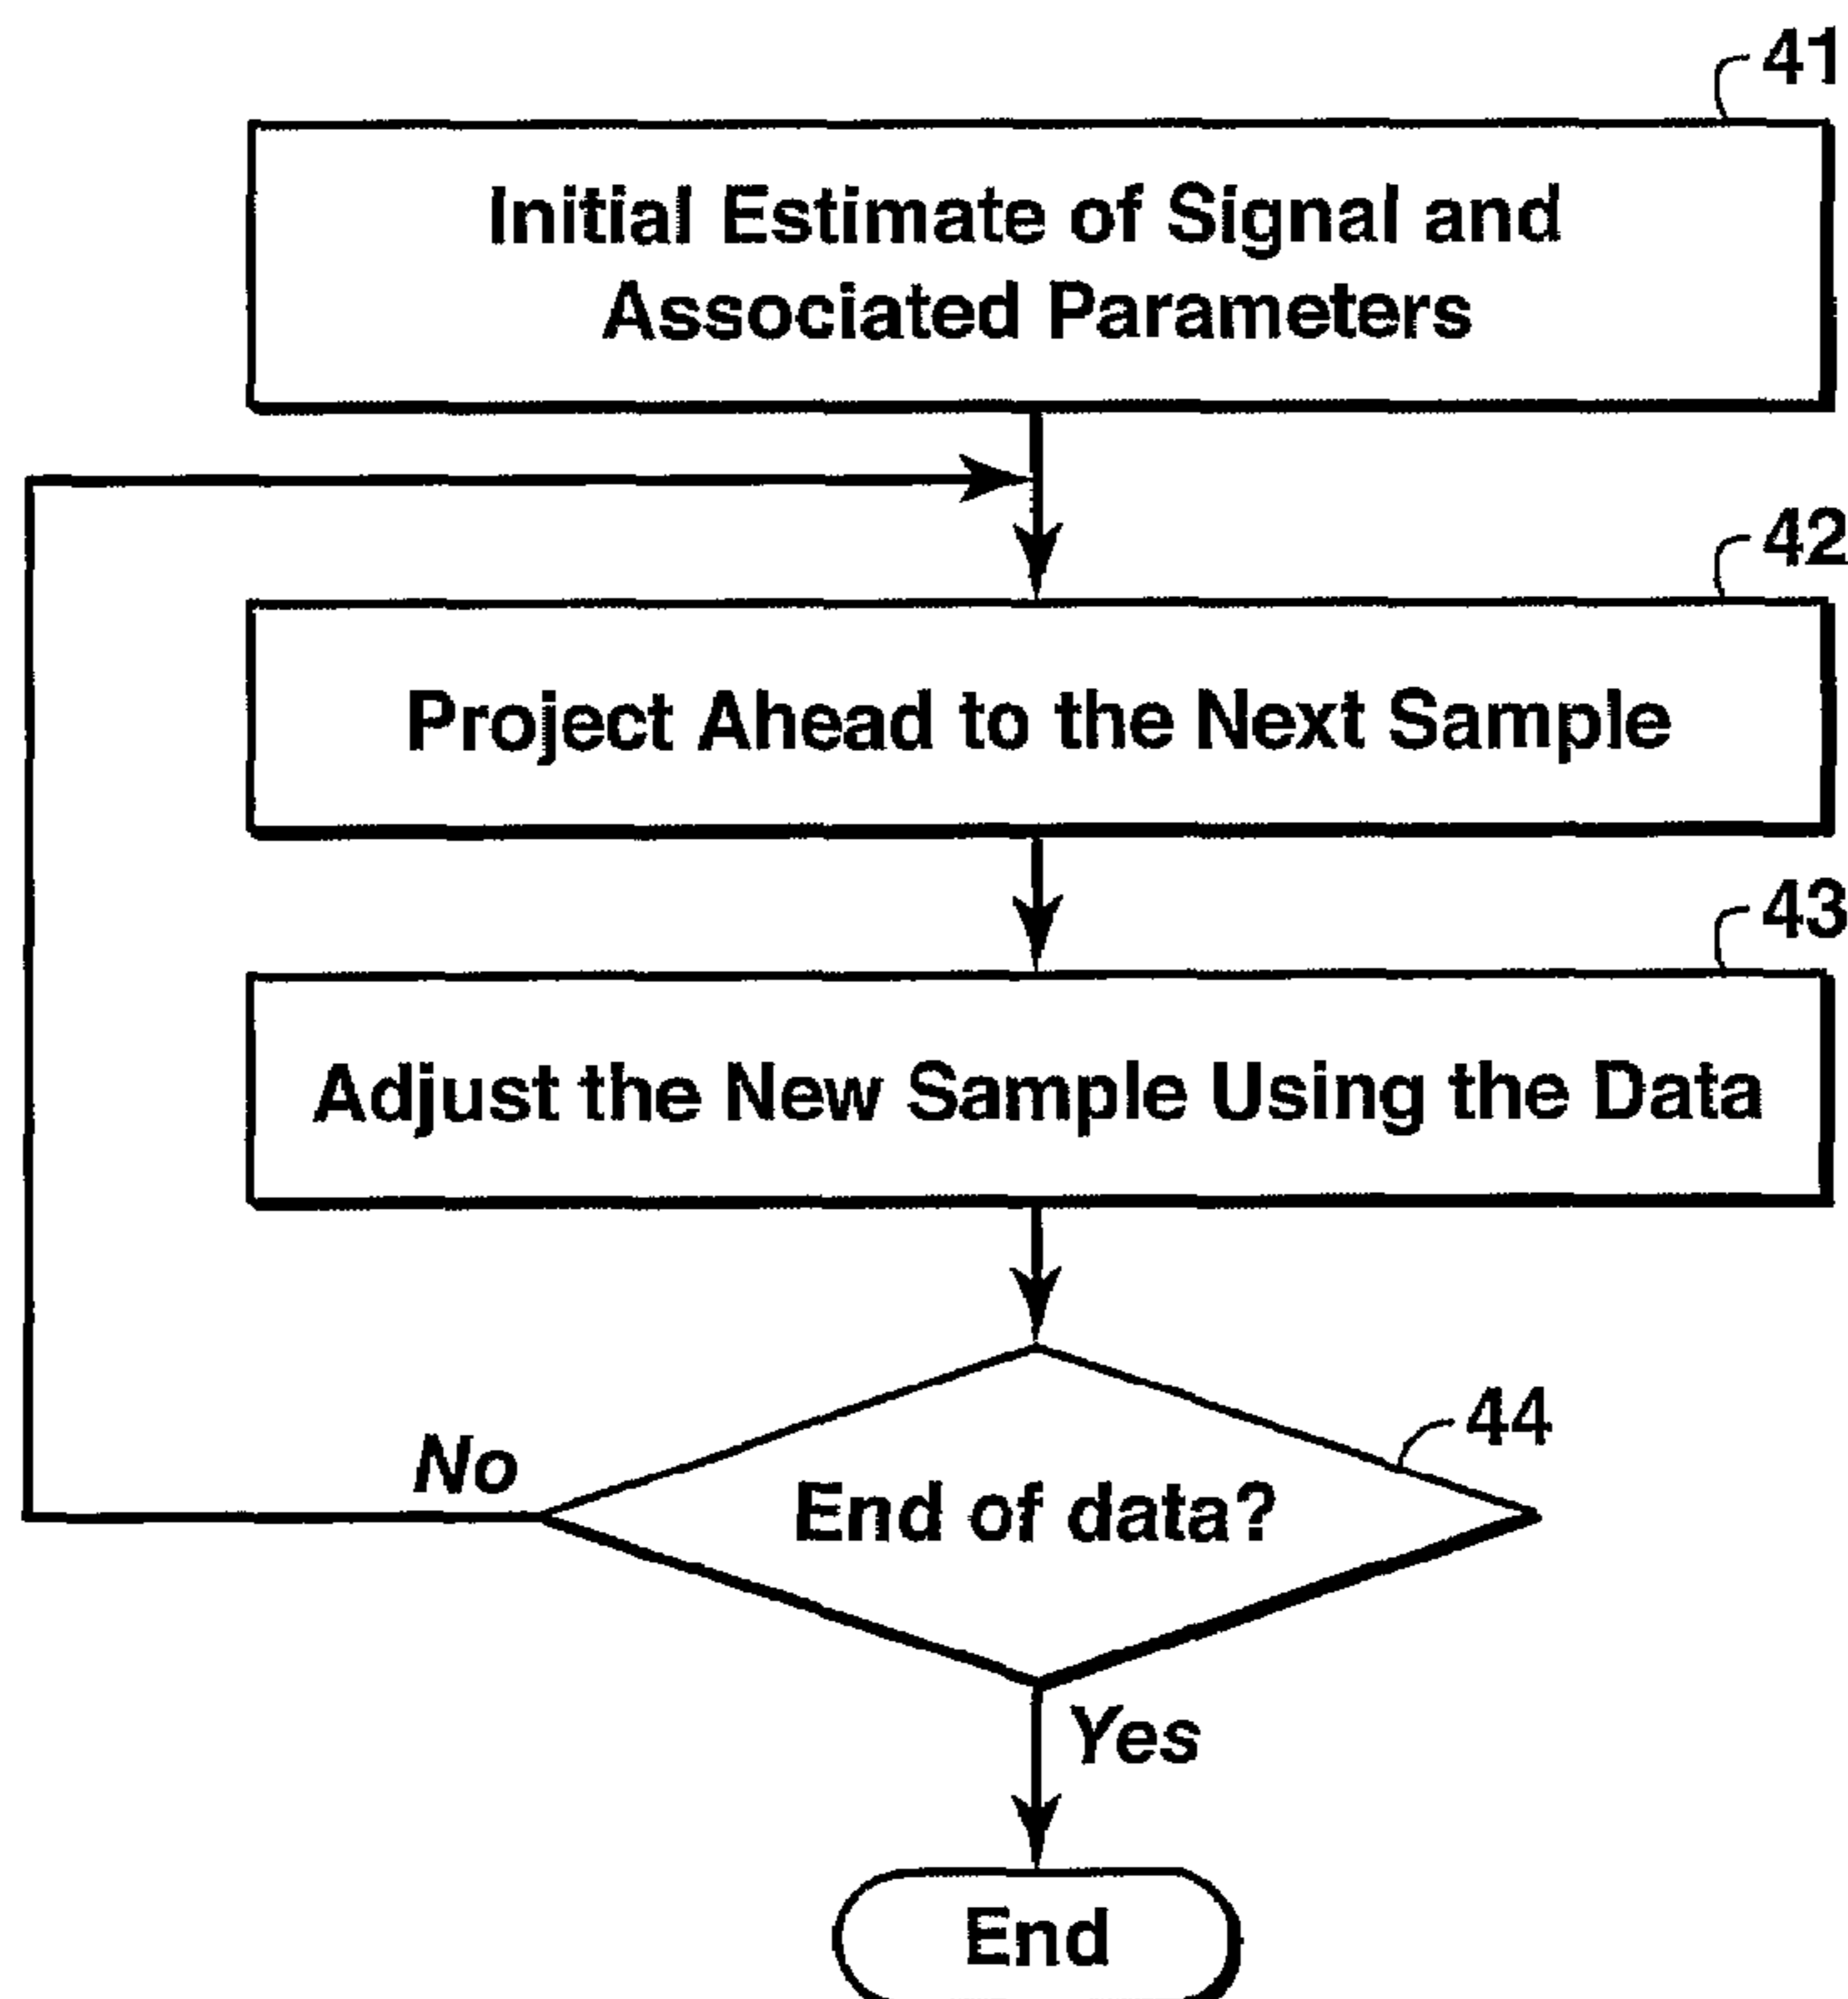 41
Initial Estimate of Signal and
Associated Parameters
42
Project Ahead to the Next Sample
43
Adjust the New Sample Using the Data
44
No
End of data?
Yes
End